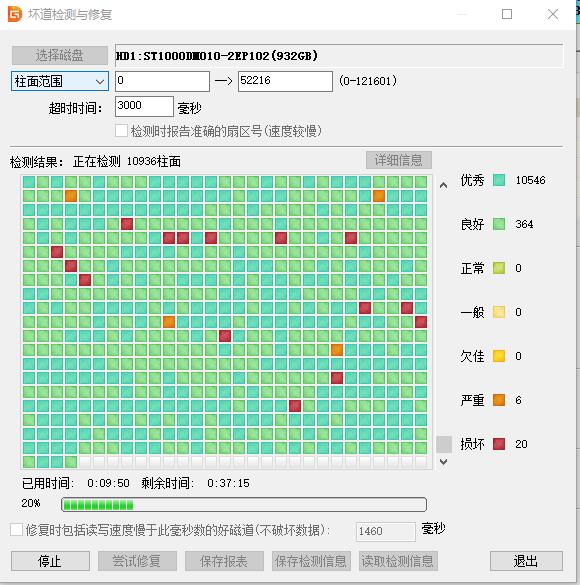 坏道检测与修复
选择磁盘 HD1:ST1000DM010-2EP102(932GB)
柱面范围 0 —> 52216 (0-121601)
超时时间: 3000 毫秒
检测时报告准确的扇区号(速度较慢)
检测结果: 正在检测 10936柱面 详细信息
优秀 10546
良好 364
正常 0
一般 0
欠佳 0
严重 6
损坏 20
已用时间: 0:09:50 剩余时间: 0:37:15
20%
修复时包括读写速度慢于此毫秒数的好磁道(不破坏数据): 1460 毫秒
停止 尝试修复 保存报表 保存检测信息 读取检测信息 退出